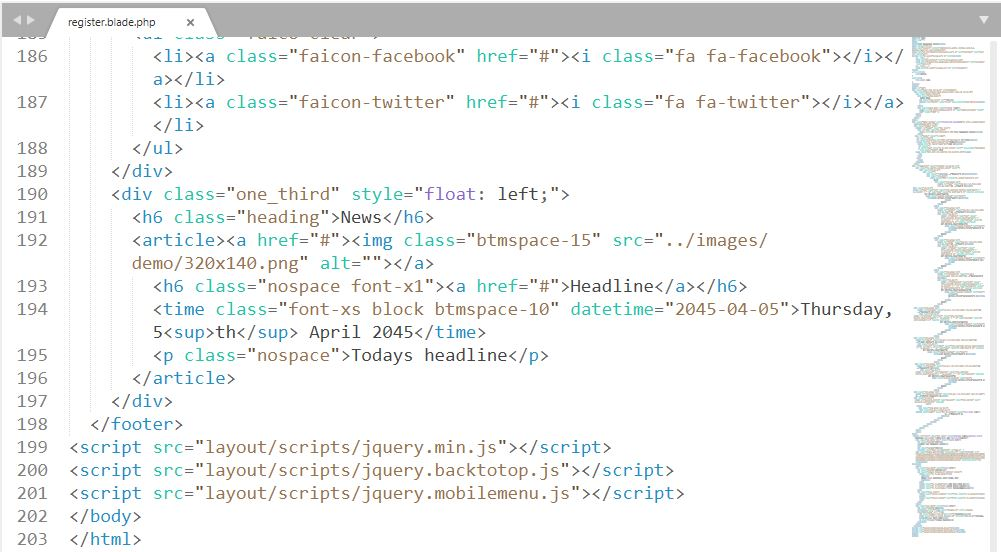 register.blade.php
186 <li><a class="faicon-facebook" href="#"><i class="fa fa-facebook"></i></
a></li>
187 <li><a class="faicon-twitter" href="#"><i class="fa fa-twitter"></i></a>
</li>
188 </ul>
189 </div>
190 <div class="one_third" style="float: left;">
191 <h6 class="heading">News</h6>
192 <article><a href="#"><img class="btmspace-15" src="../images/
demo/320x140.png" alt=""></a>
193 <h6 class="nospace font-x1"><a href="#">Headline</a></h6>
194 <time class="font-xs block btmspace-10" datetime="2045-04-05">Thursday,
5<sup>th</sup> April 2045</time>
195 <p class="nospace">Todays headline</p>
196 </article>
197 </div>
198 </footer>
199 <script src="layout/scripts/jquery.min.js"></script>
200 <script src="layout/scripts/jquery.backtotop.js"></script>
201 <script src="layout/scripts/jquery.mobilemenu.js"></script>
202 </body>
203 </html>